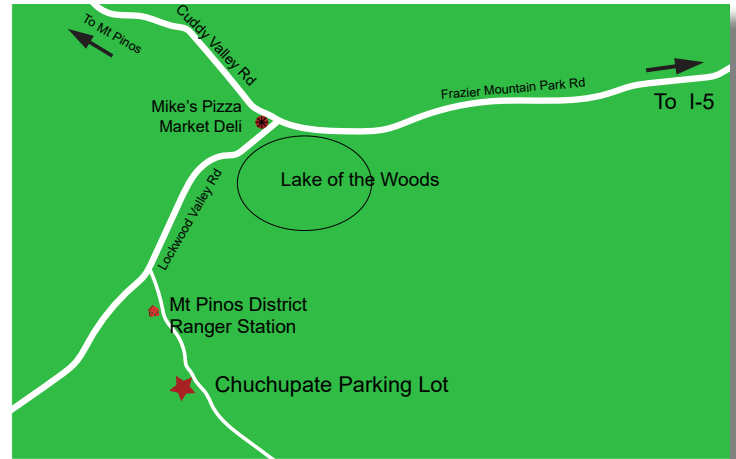 To Mt Pinos
Cuddy Valley Rd
Frazier Mountain Park Rd
To I-5
Mike's Pizza
Market Deli
Lake of the Woods
Lockwood Valley Rd
Mt Pinos District
Ranger Station
Chuchupate Parking Lot